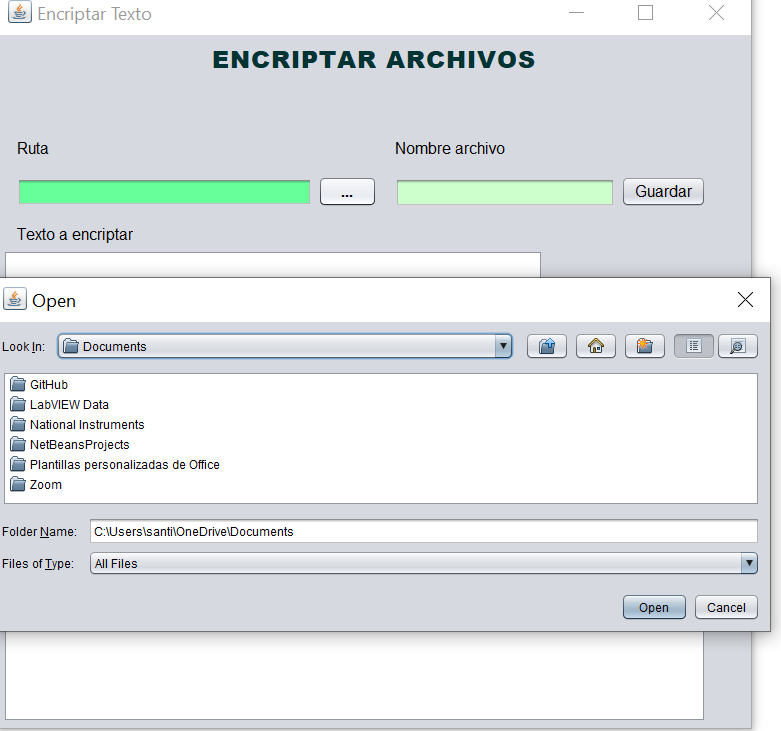 Encriptar Texto
ENCRIPTAR ARCHIVOS
Ruta Nombre archivo
... Guardar
Texto a encriptar
Open
Look In: Documents
GitHub
LabVIEW Data
National Instruments
NetBeansProjects
Plantillas personalizadas de Office
Zoom
Folder Name: C:\Users\santi\OneDrive\Documents
Files of Type: All Files
Open Cancel